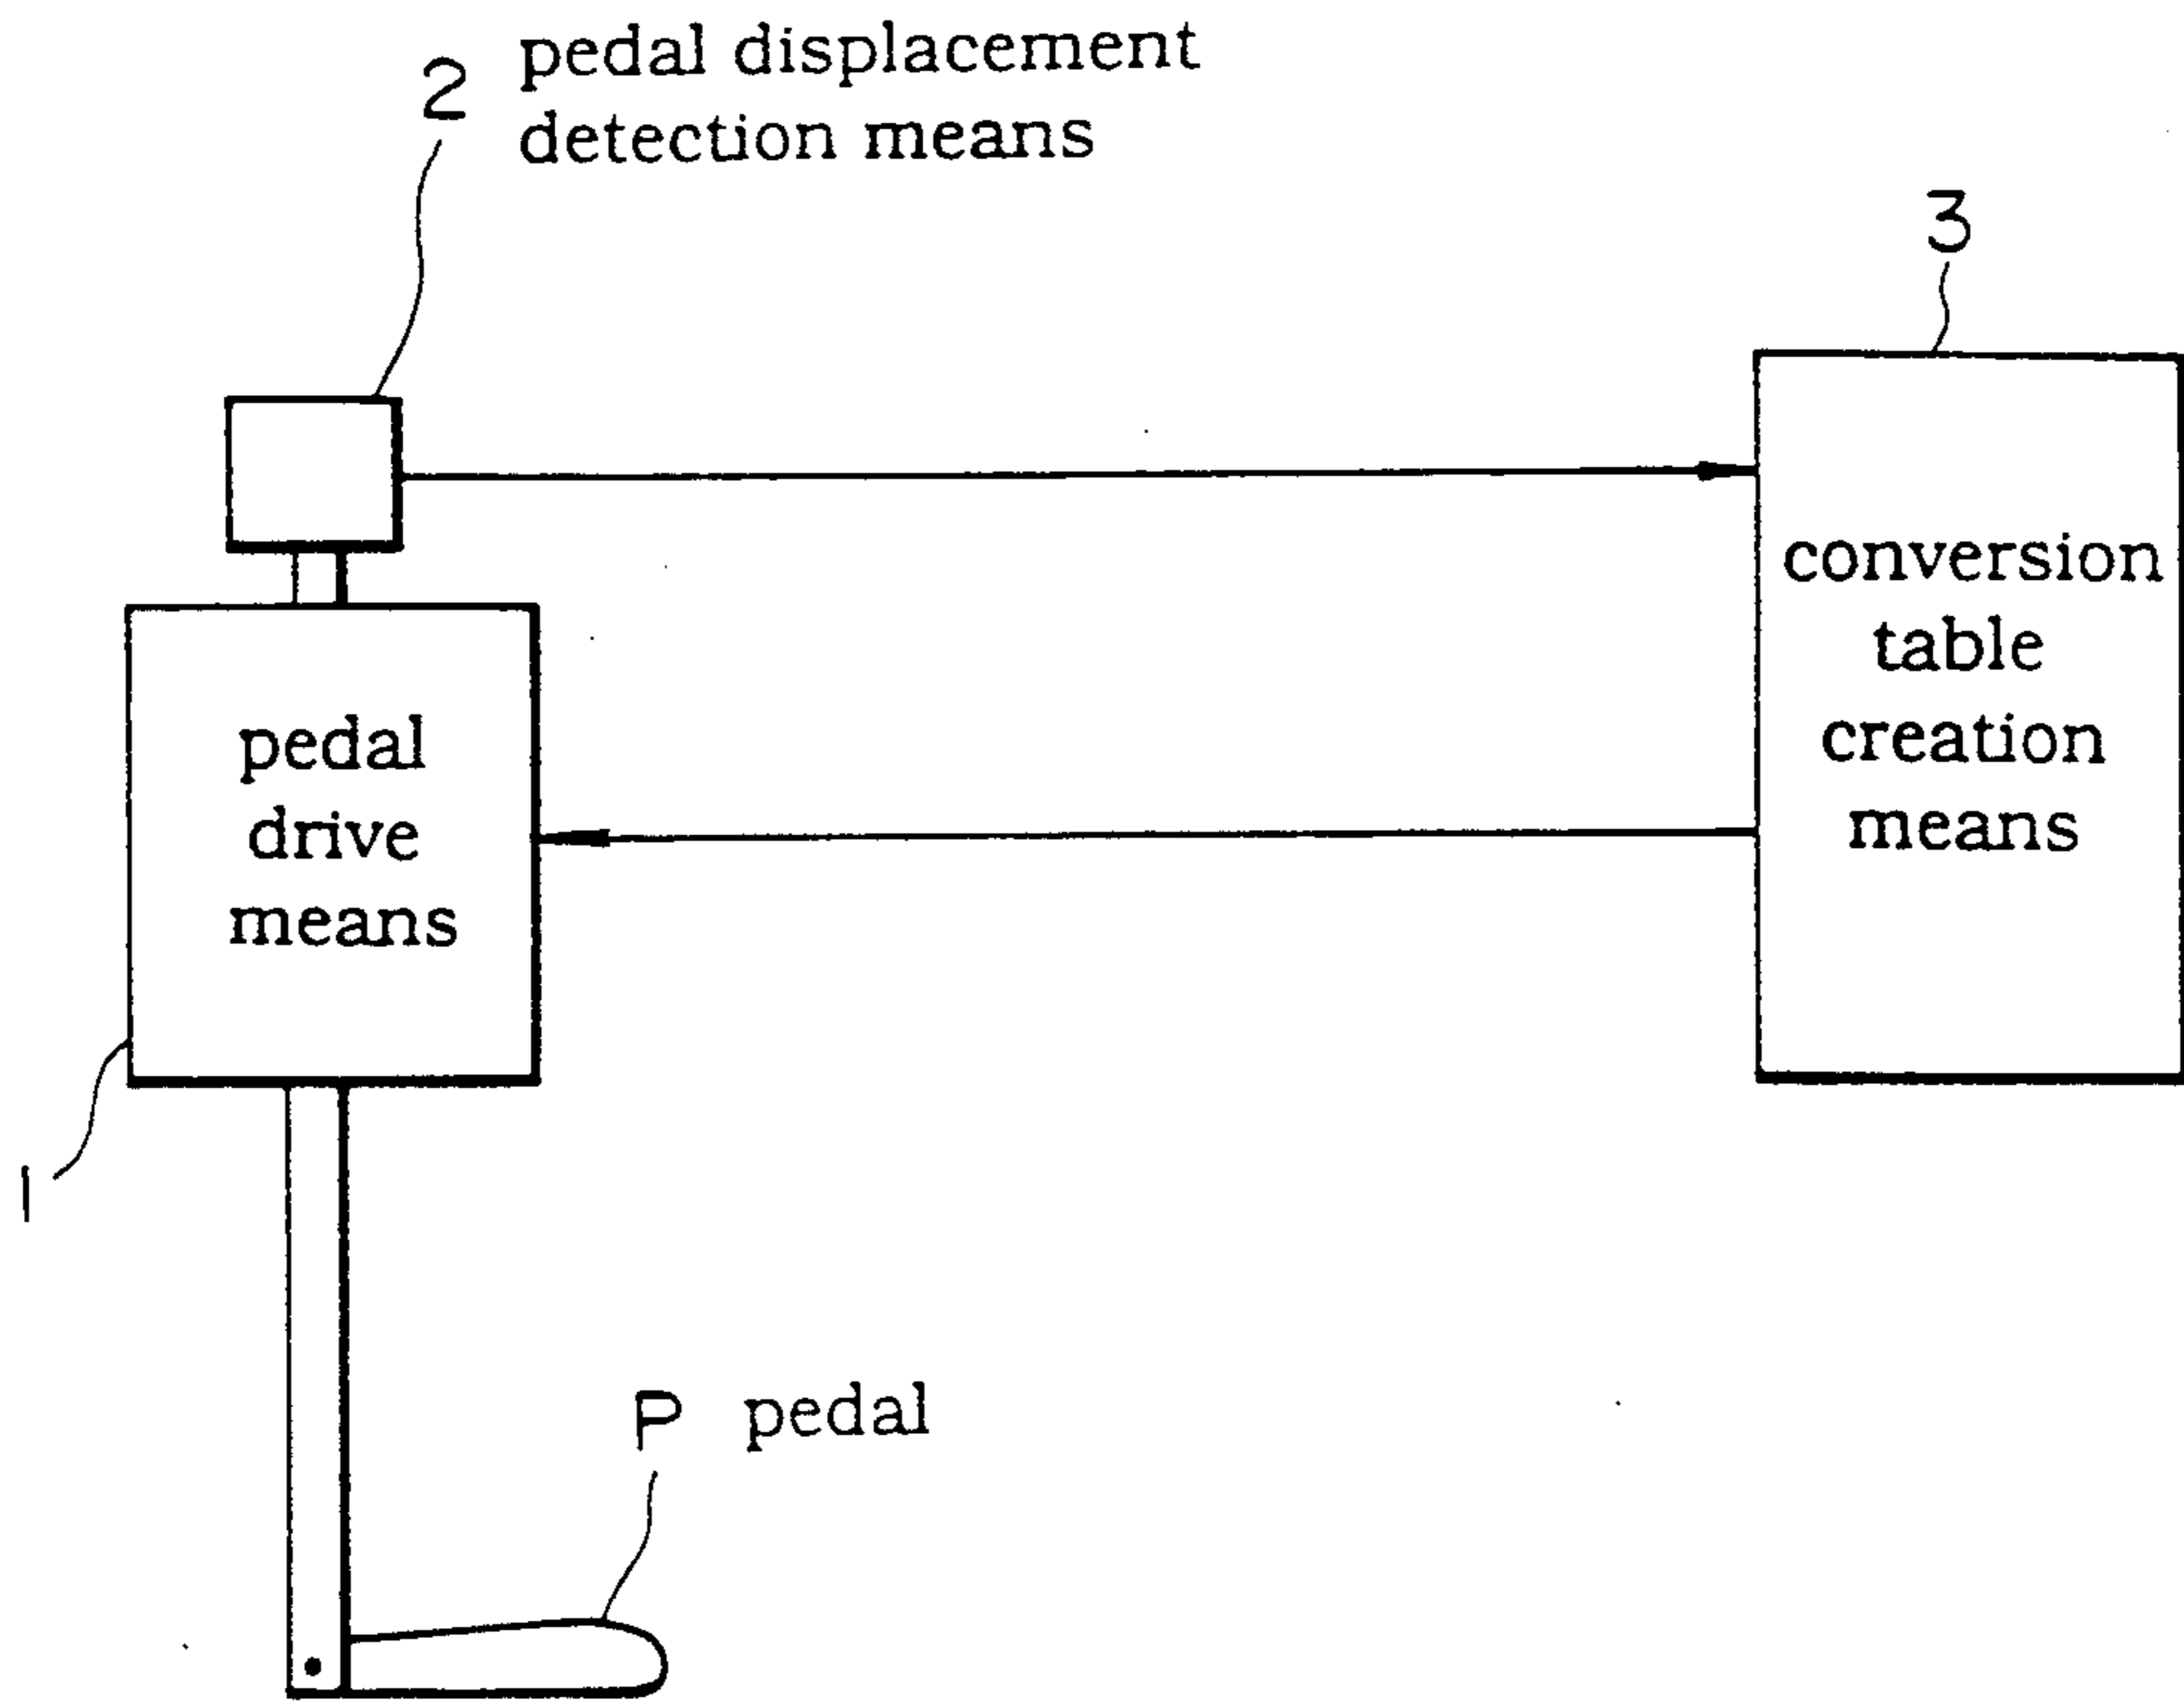 2 pedal displacement
detection means
3
conversion
table
creation
means
pedal
drive
means
1
P pedal